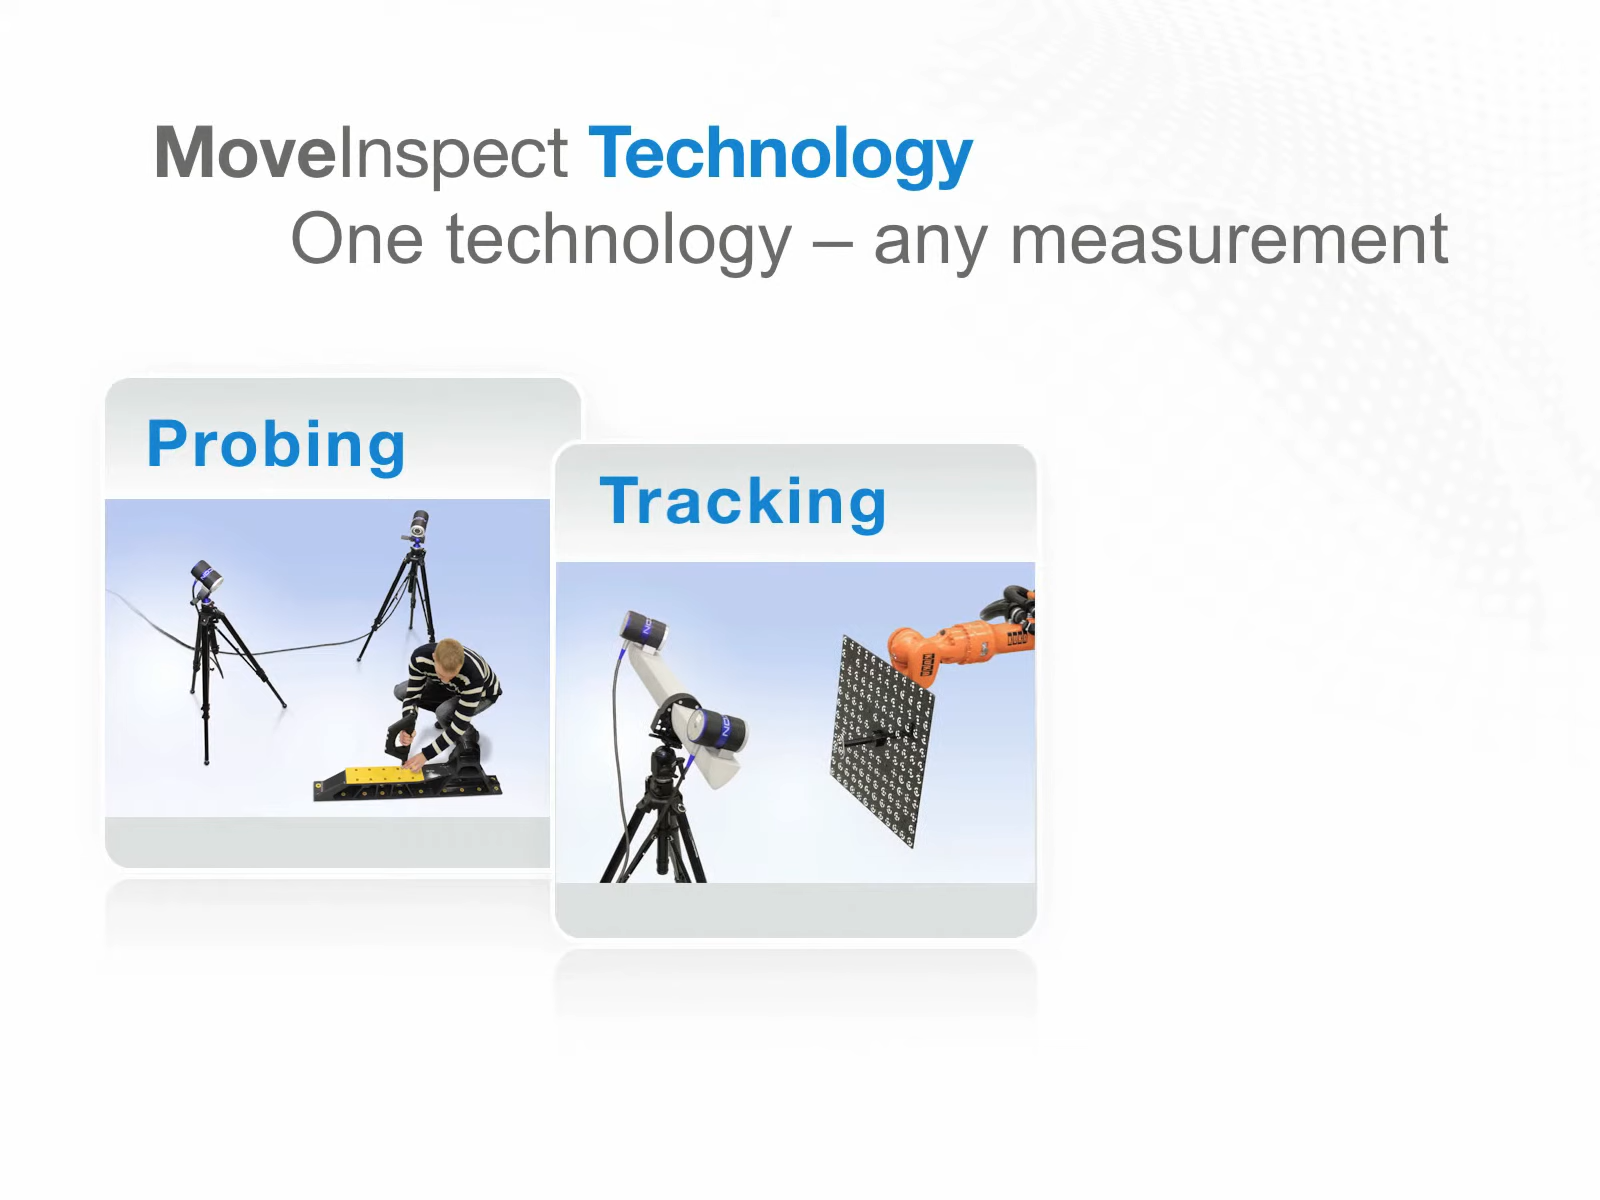 MoveInspect Technology
One technology – any measurement
Probing
Tracking